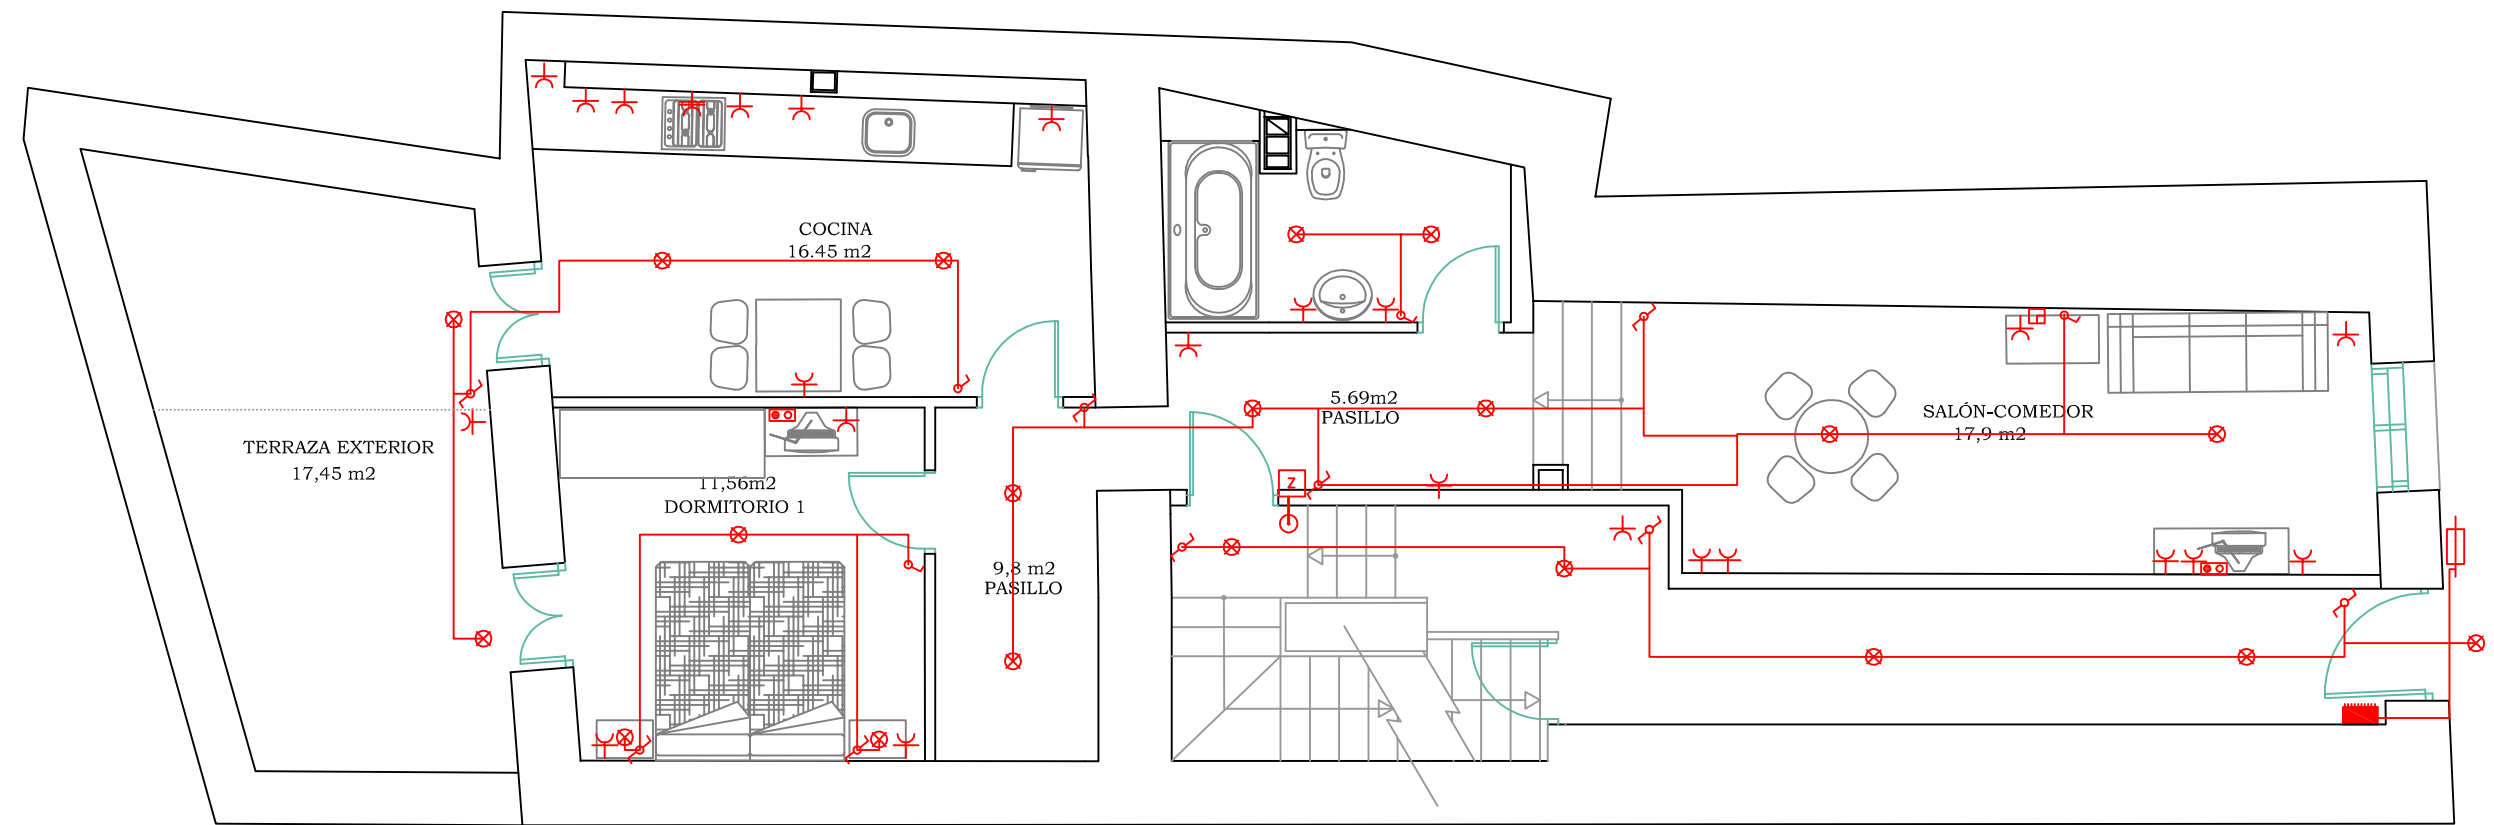 COCINA
16.45 m2
TERRAZA EXTERIOR
17,45 m2
11,56m2
DORMITORIO 1
9,8 m2
PASILLO
5.69m2
PASILLO
Z
SALÓN-COMEDOR
17,9 m2